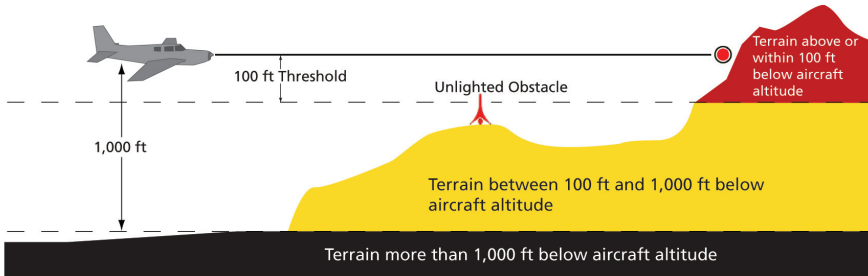 Terrain above or
within 100 ft
below aircraft
altitude
100 ft Threshold
Unlighted Obstacle
1,000 ft
Terrain between 100 ft and 1,000 ft below
aircraft altitude
Terrain more than 1,000 ft below aircraft altitude